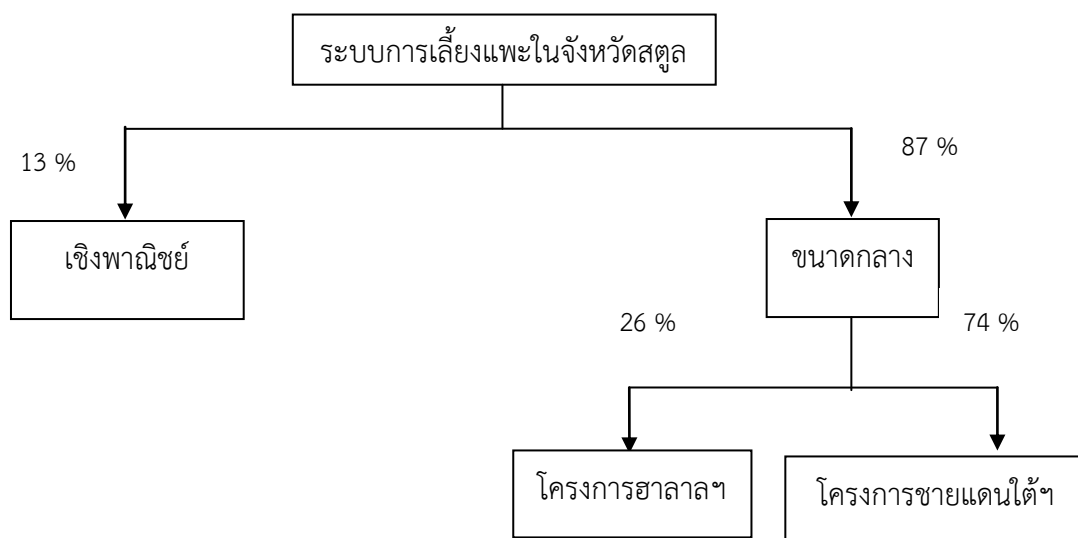 ระบบการเลี้ยงแพะในจังหวัดสตูล
13 %
87 %
เชิงพาณิชย์
ขนาดกลาง
26 %
74 %
โครงการฮาลาลฯ
โครงการชายแดนใต้ฯ